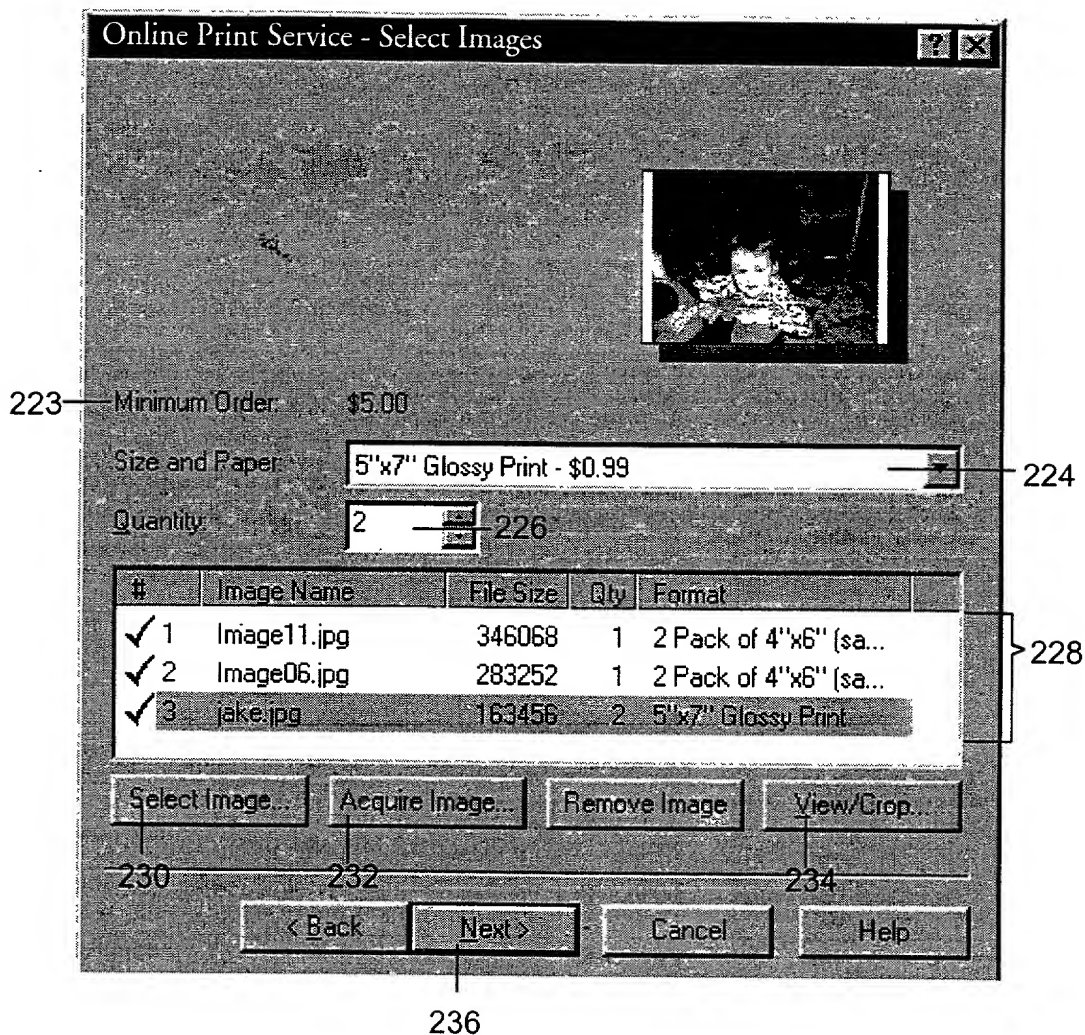 Online Print Service - Select Images ? X
223 Minimum Order: $5.00
Size and Paper: 5"x7" Glossy Print - $0.99 224
Quantity: 2 226
# Image Name File Size Qty Format
1 Image11.jpg 346068 1 2 Pack of 4"x6" (sa...
2 Image06.jpg 283252 1 2 Pack of 4"x6" (sa...
3 jake.jpg 163456 2 5"x7" Glossy Print
228
Select Image... Acquire Image... Remove Image View/Crop...
230 232 234
< Back Next > Cancel Help
236